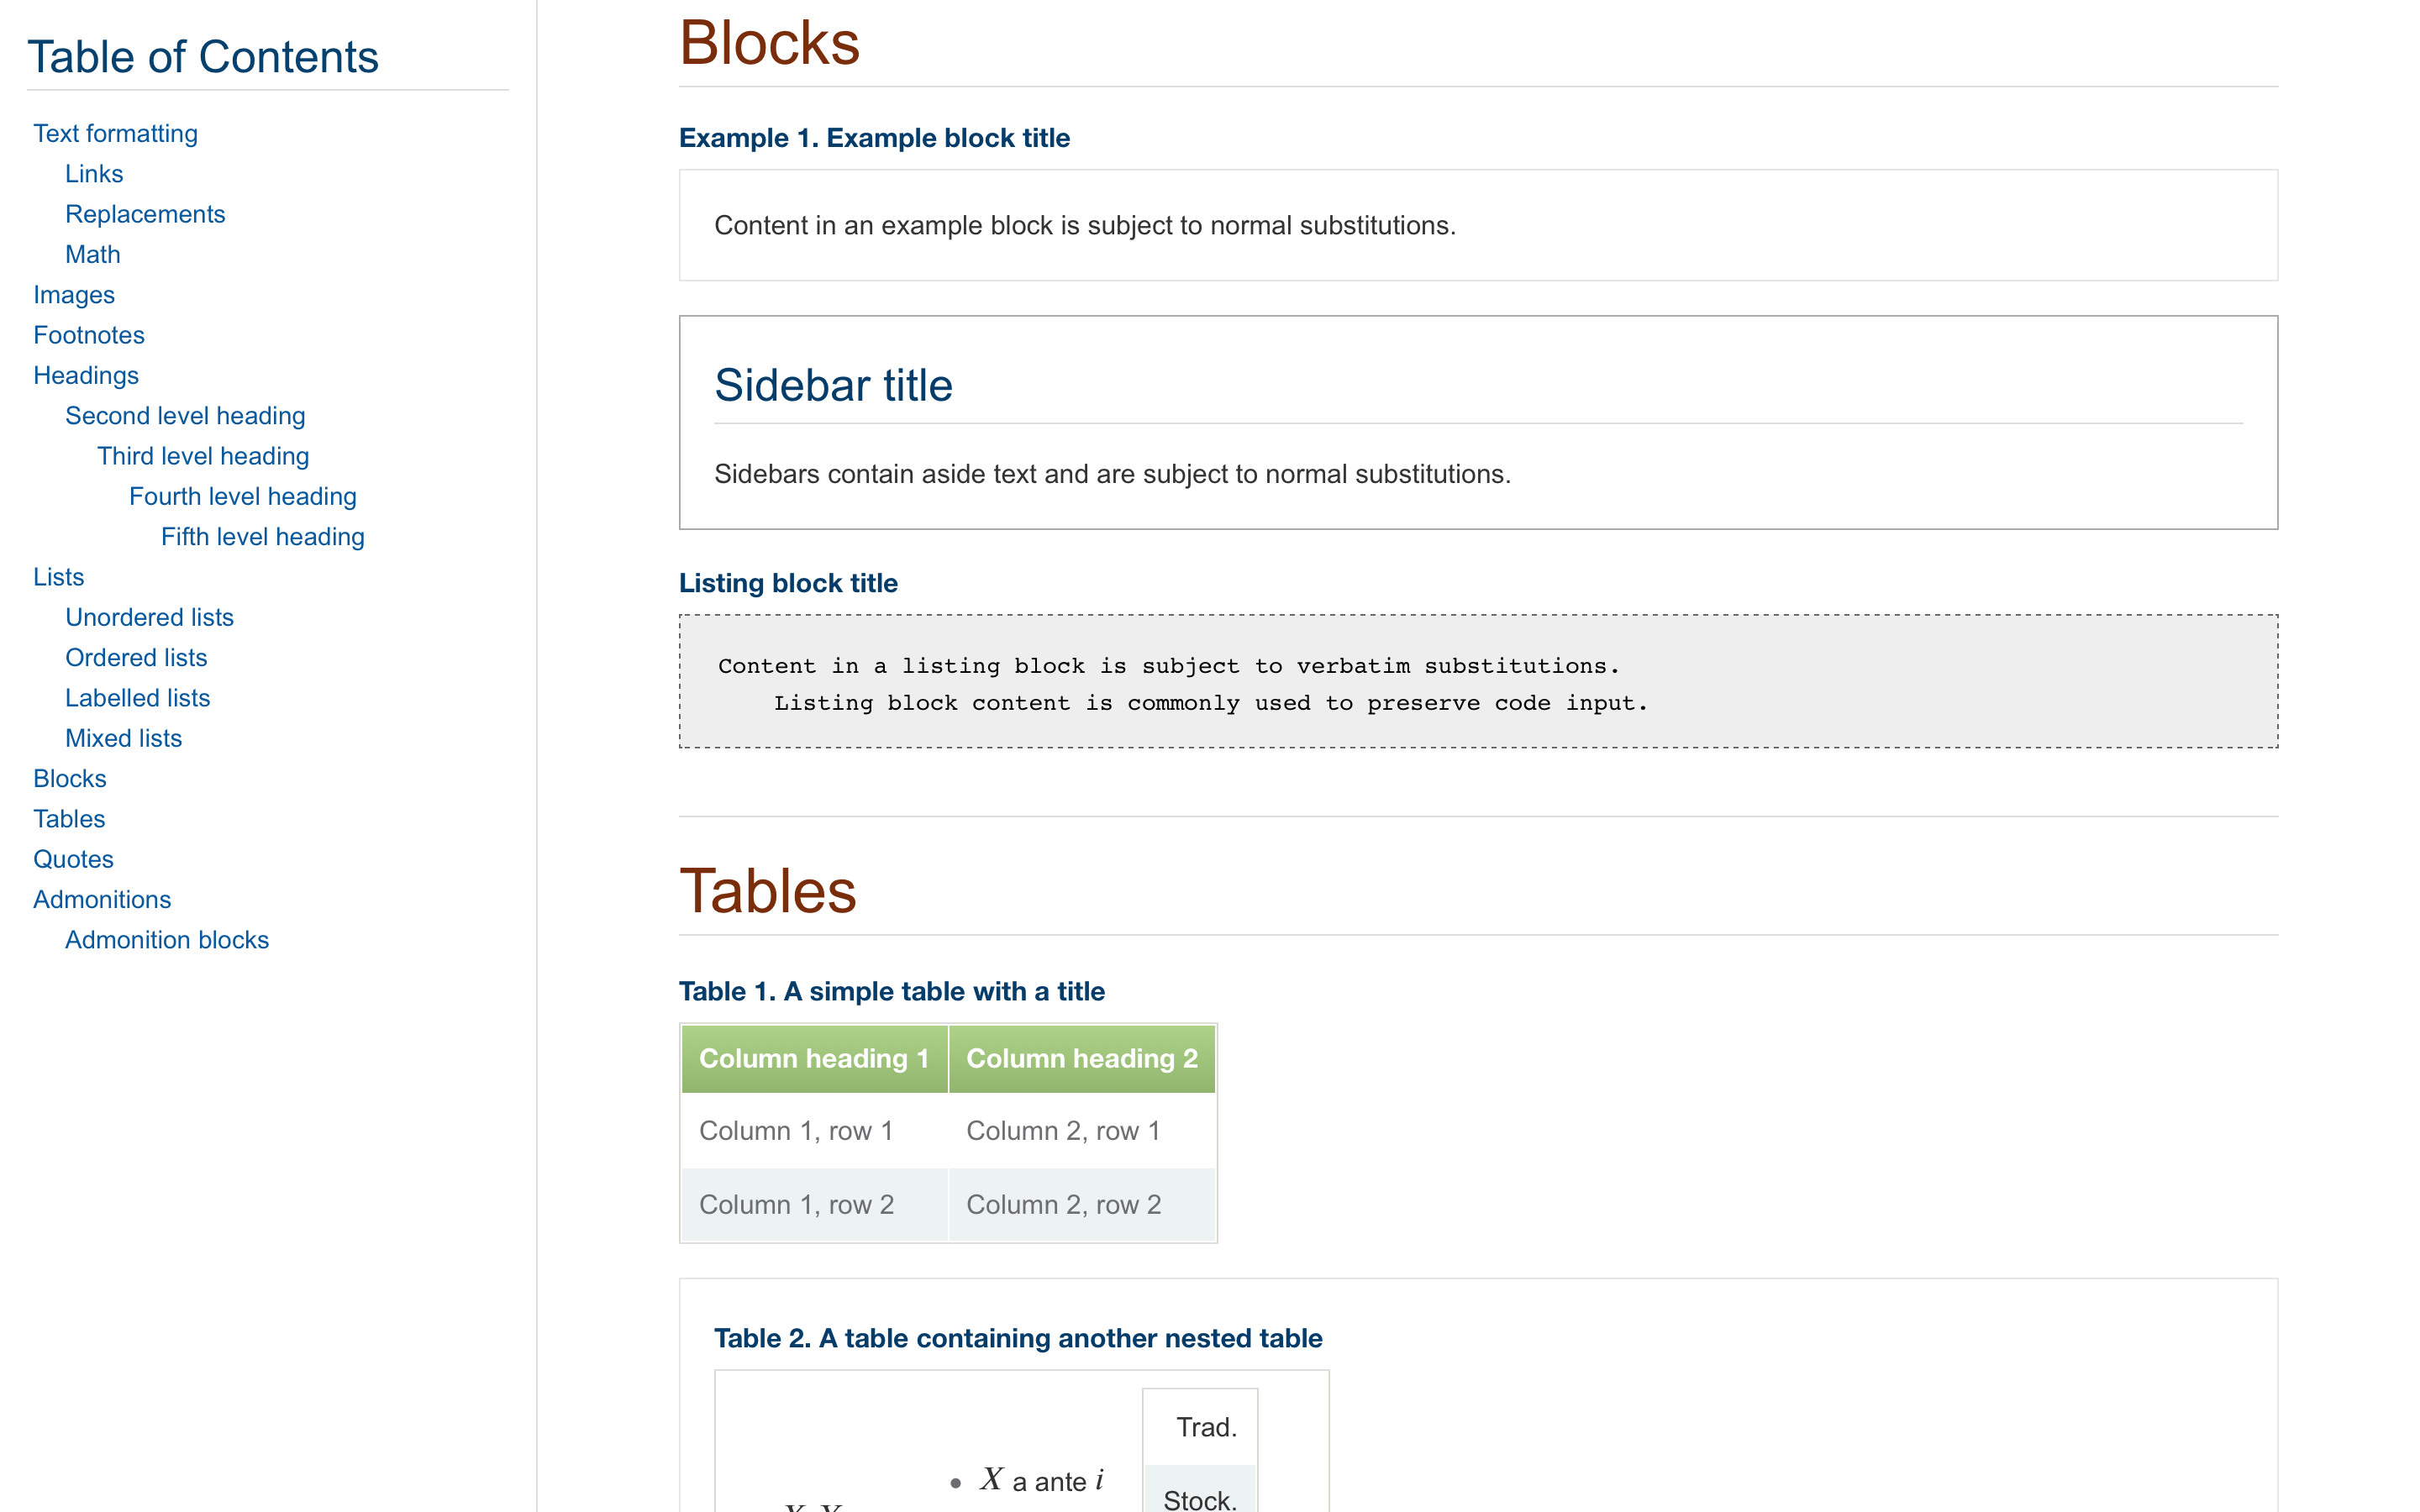 Table of Contents
Text formatting
Links
Replacements
Math
Images
Footnotes
Headings
Second level heading
Third level heading
Fourth level heading
Fifth level heading
Lists
Unordered lists
Ordered lists
Labelled lists
Mixed lists
Blocks
Tables
Quotes
Admonitions
Admonition blocks
Blocks
Example 1. Example block title
Content in an example block is subject to normal substitutions.
Sidebar title
Sidebars contain aside text and are subject to normal substitutions.
Listing block title
Content in a listing block is subject to verbatim substitutions.
Listing block content is commonly used to preserve code input.
Tables
Table 1. A simple table with a title
Column heading 1 Column heading 2
Column 1, row 1 Column 2, row 1
Column 1, row 2 Column 2, row 2
Table 2. A table containing another nested table
Trad.
• X a ante i
Stock.